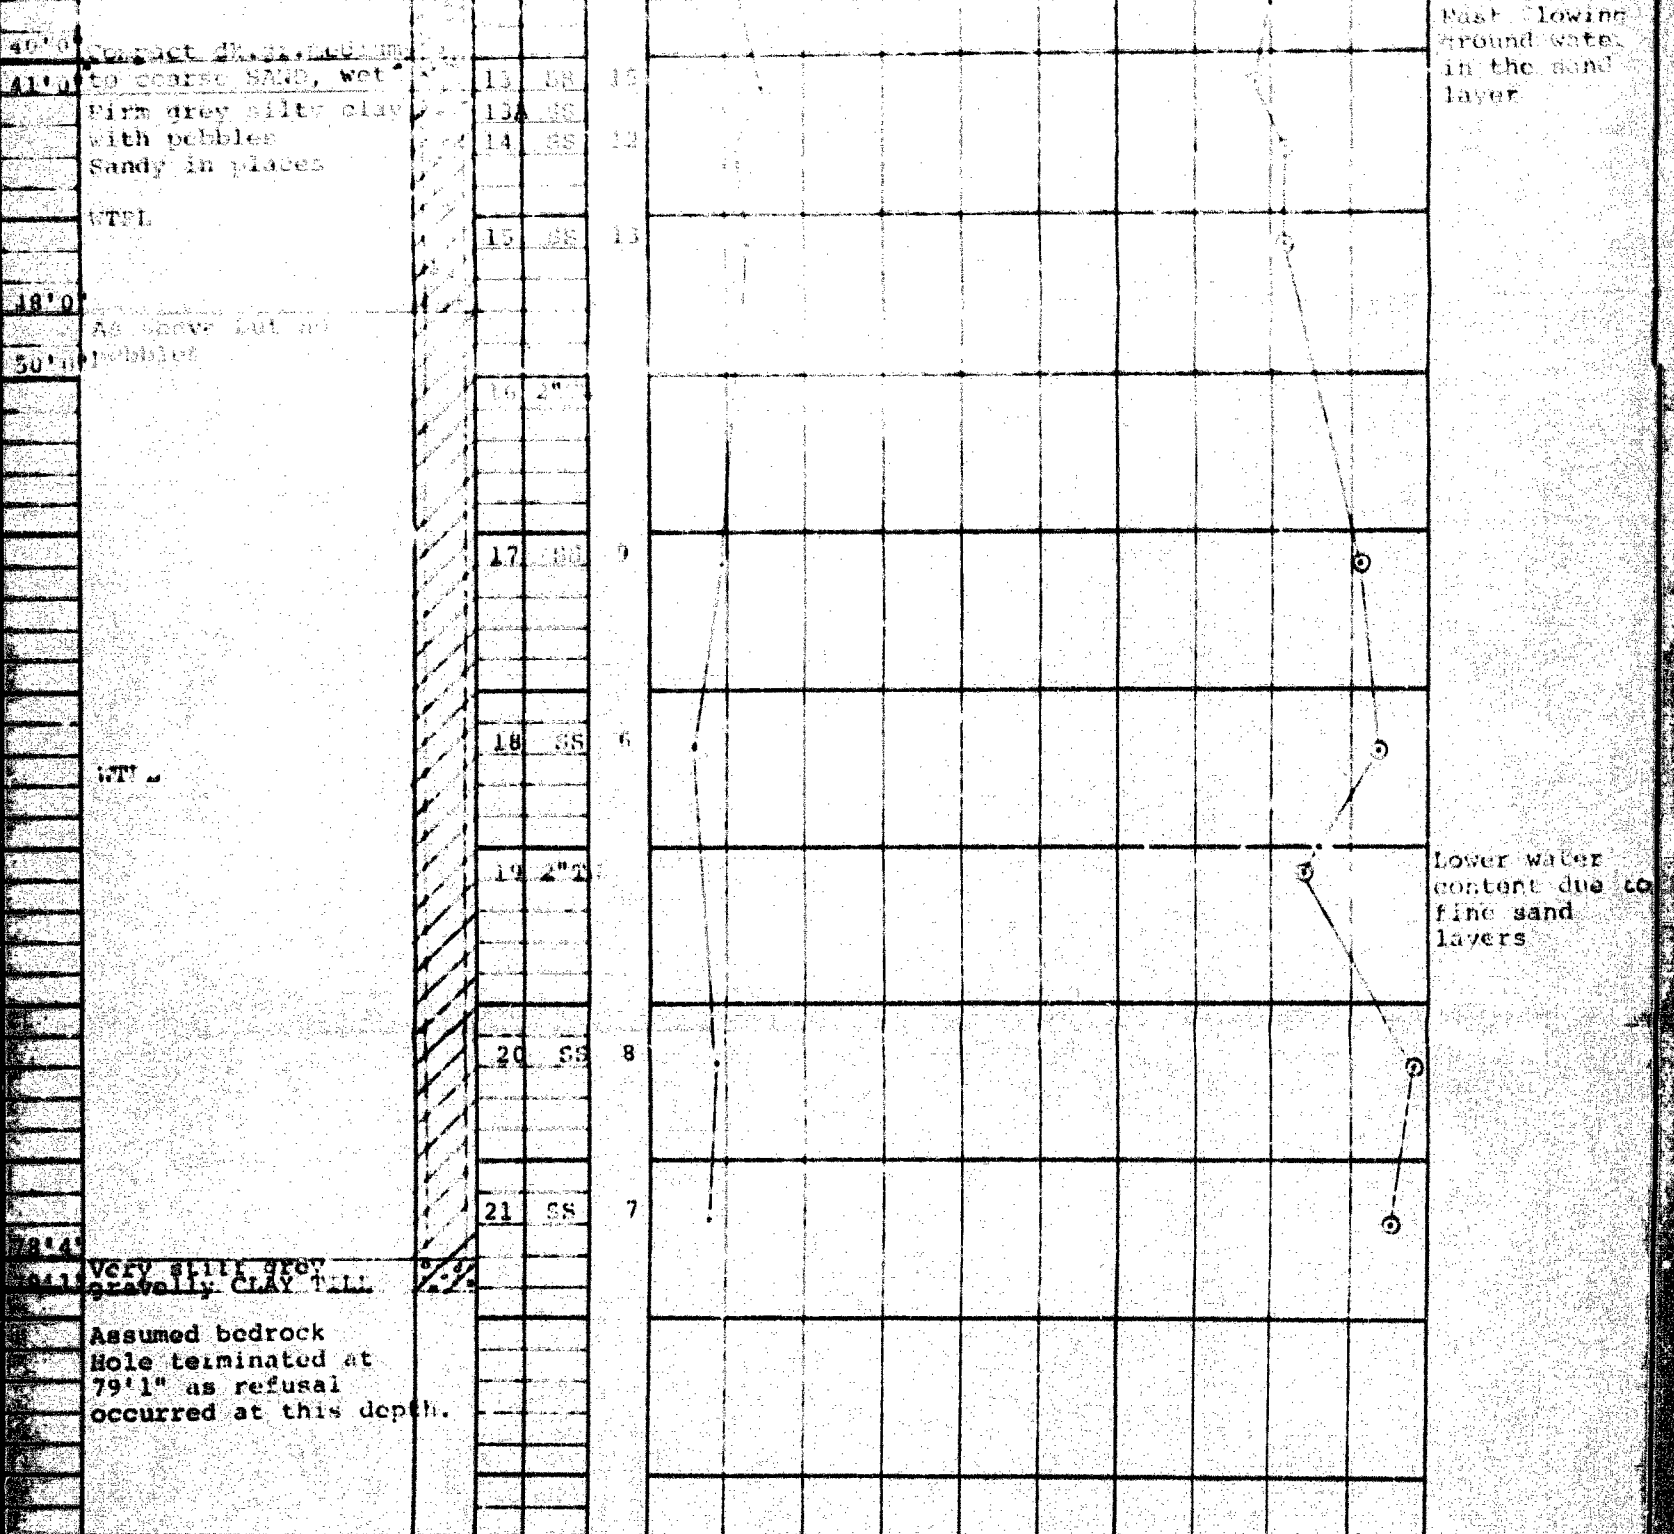 Fast flowing
ground water
in the sand
layer
40'0" Compact dk.gr.medium
41'0" to coarse SAND, wet
13 SS 15
Firm grey silty clay
13A SS
with pebbles
14 SS 12
Sandy in places
WTPL
15 SS 13
48'0"
As above but no
pebbles
50'0"
16 2"
17 SS 9
18 SS 6
19 2"T
Lower water
content due to
fine sand
layers
20 SS 8
21 SS 7
78'4"
Very stiff grey
gravelly CLAY TILL
Assumed bedrock
Hole terminated at
79'1" as refusal
occurred at this depth.